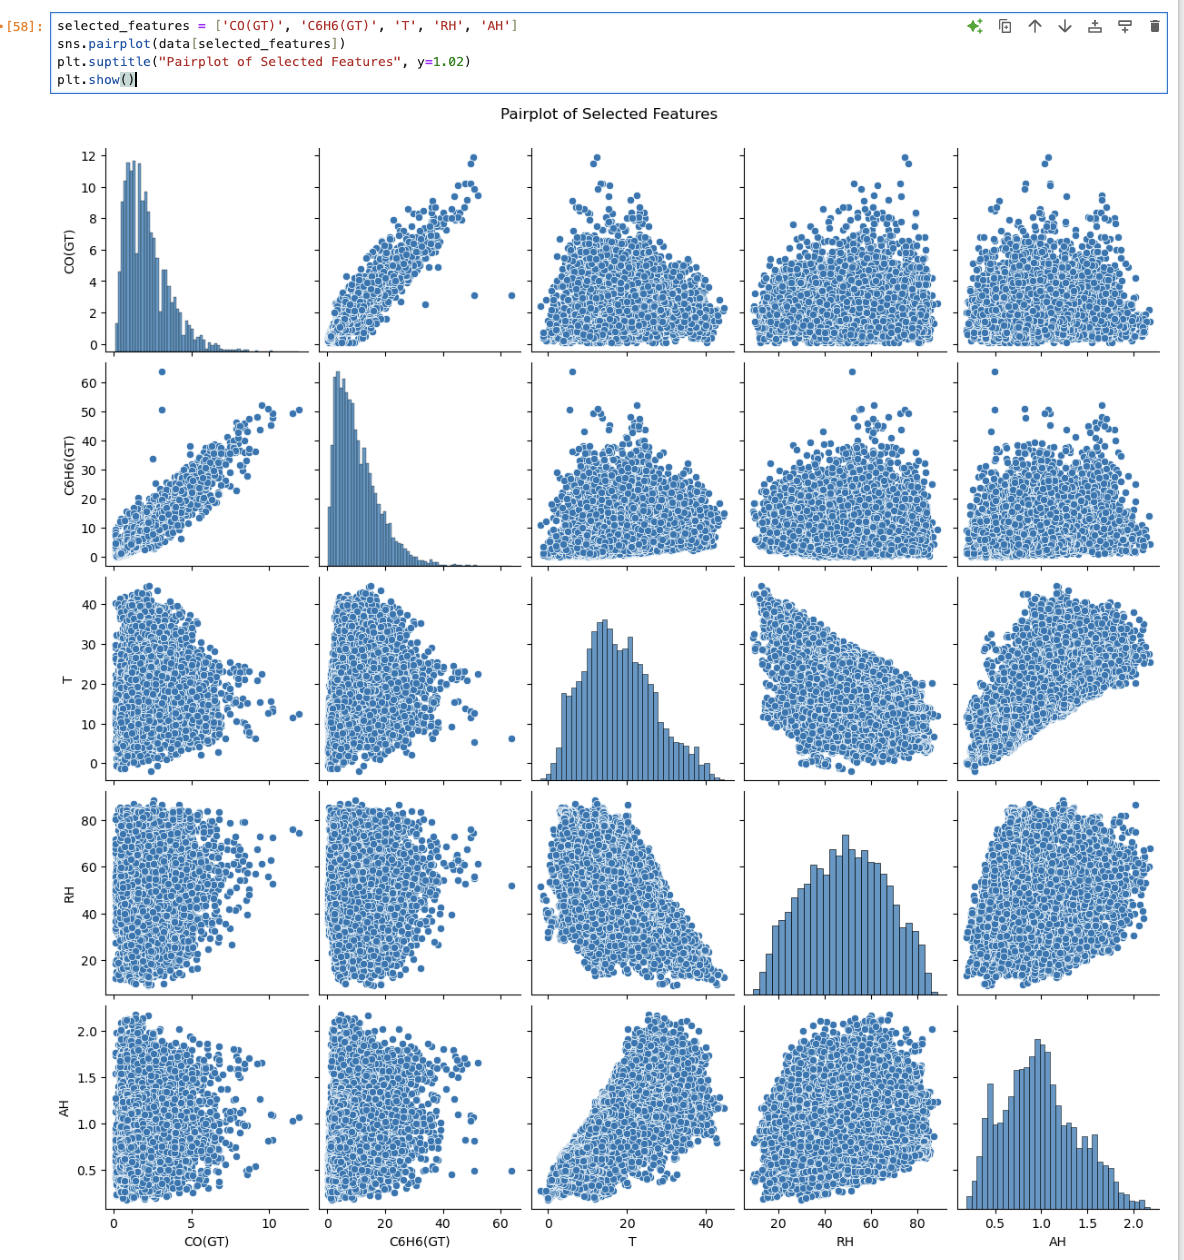 [58]:
selected_features = ['CO(GT)', 'C6H6(GT)', 'T', 'RH', 'AH']
sns.pairplot(data[selected_features])
plt.suptitle("Pairplot of Selected Features", y=1.02)
plt.show()
Pairplot of Selected Features
12
10
8
6
4
2
0
CO(GT)
60
50
40
30
20
10
0
C6H6(GT)
40
30
20
10
0
T
80
60
40
20
RH
2.0
1.5
1.0
0.5
AH
0 5 10
0 20 40 60
0 20 40
20 40 60 80
0.5 1.0 1.5 2.0
CO(GT) C6H6(GT) T RH AH